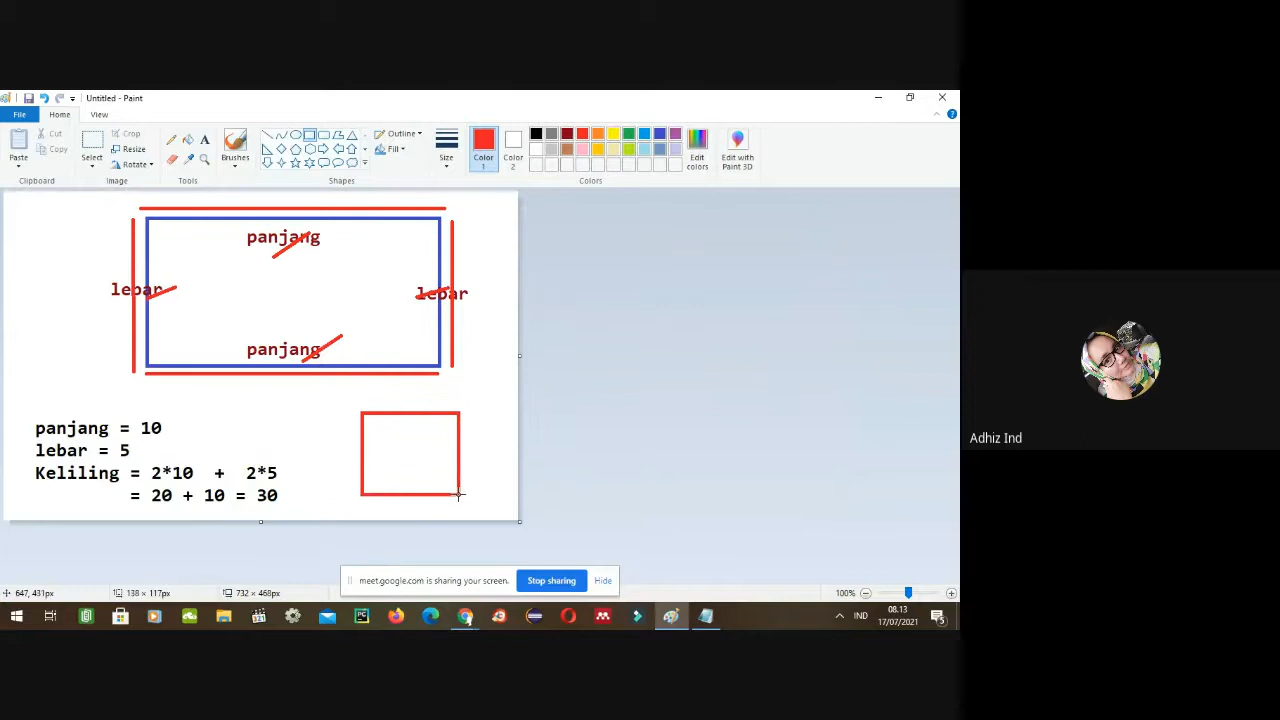 Untitled - Paint
File
Home
View
Paste
Cut
Copy
Clipboard
Select
Crop
Resize
Rotate
Image
Tools
Brushes
Shapes
Outline
Fill
Size
Color
1
Color
2
Edit
colors
Edit with
Paint 3D
Colors
panjang
lebar
lebar
panjang
panjang = 10
lebar = 5
Keliling = 2*10 + 2*5
= 20 + 10 = 30
Adhiz Ind
meet.google.com is sharing your screen.
Stop sharing
Hide
647, 431px
138 × 117px
732 × 468px
100%
IND
08.13
17/07/2021
5